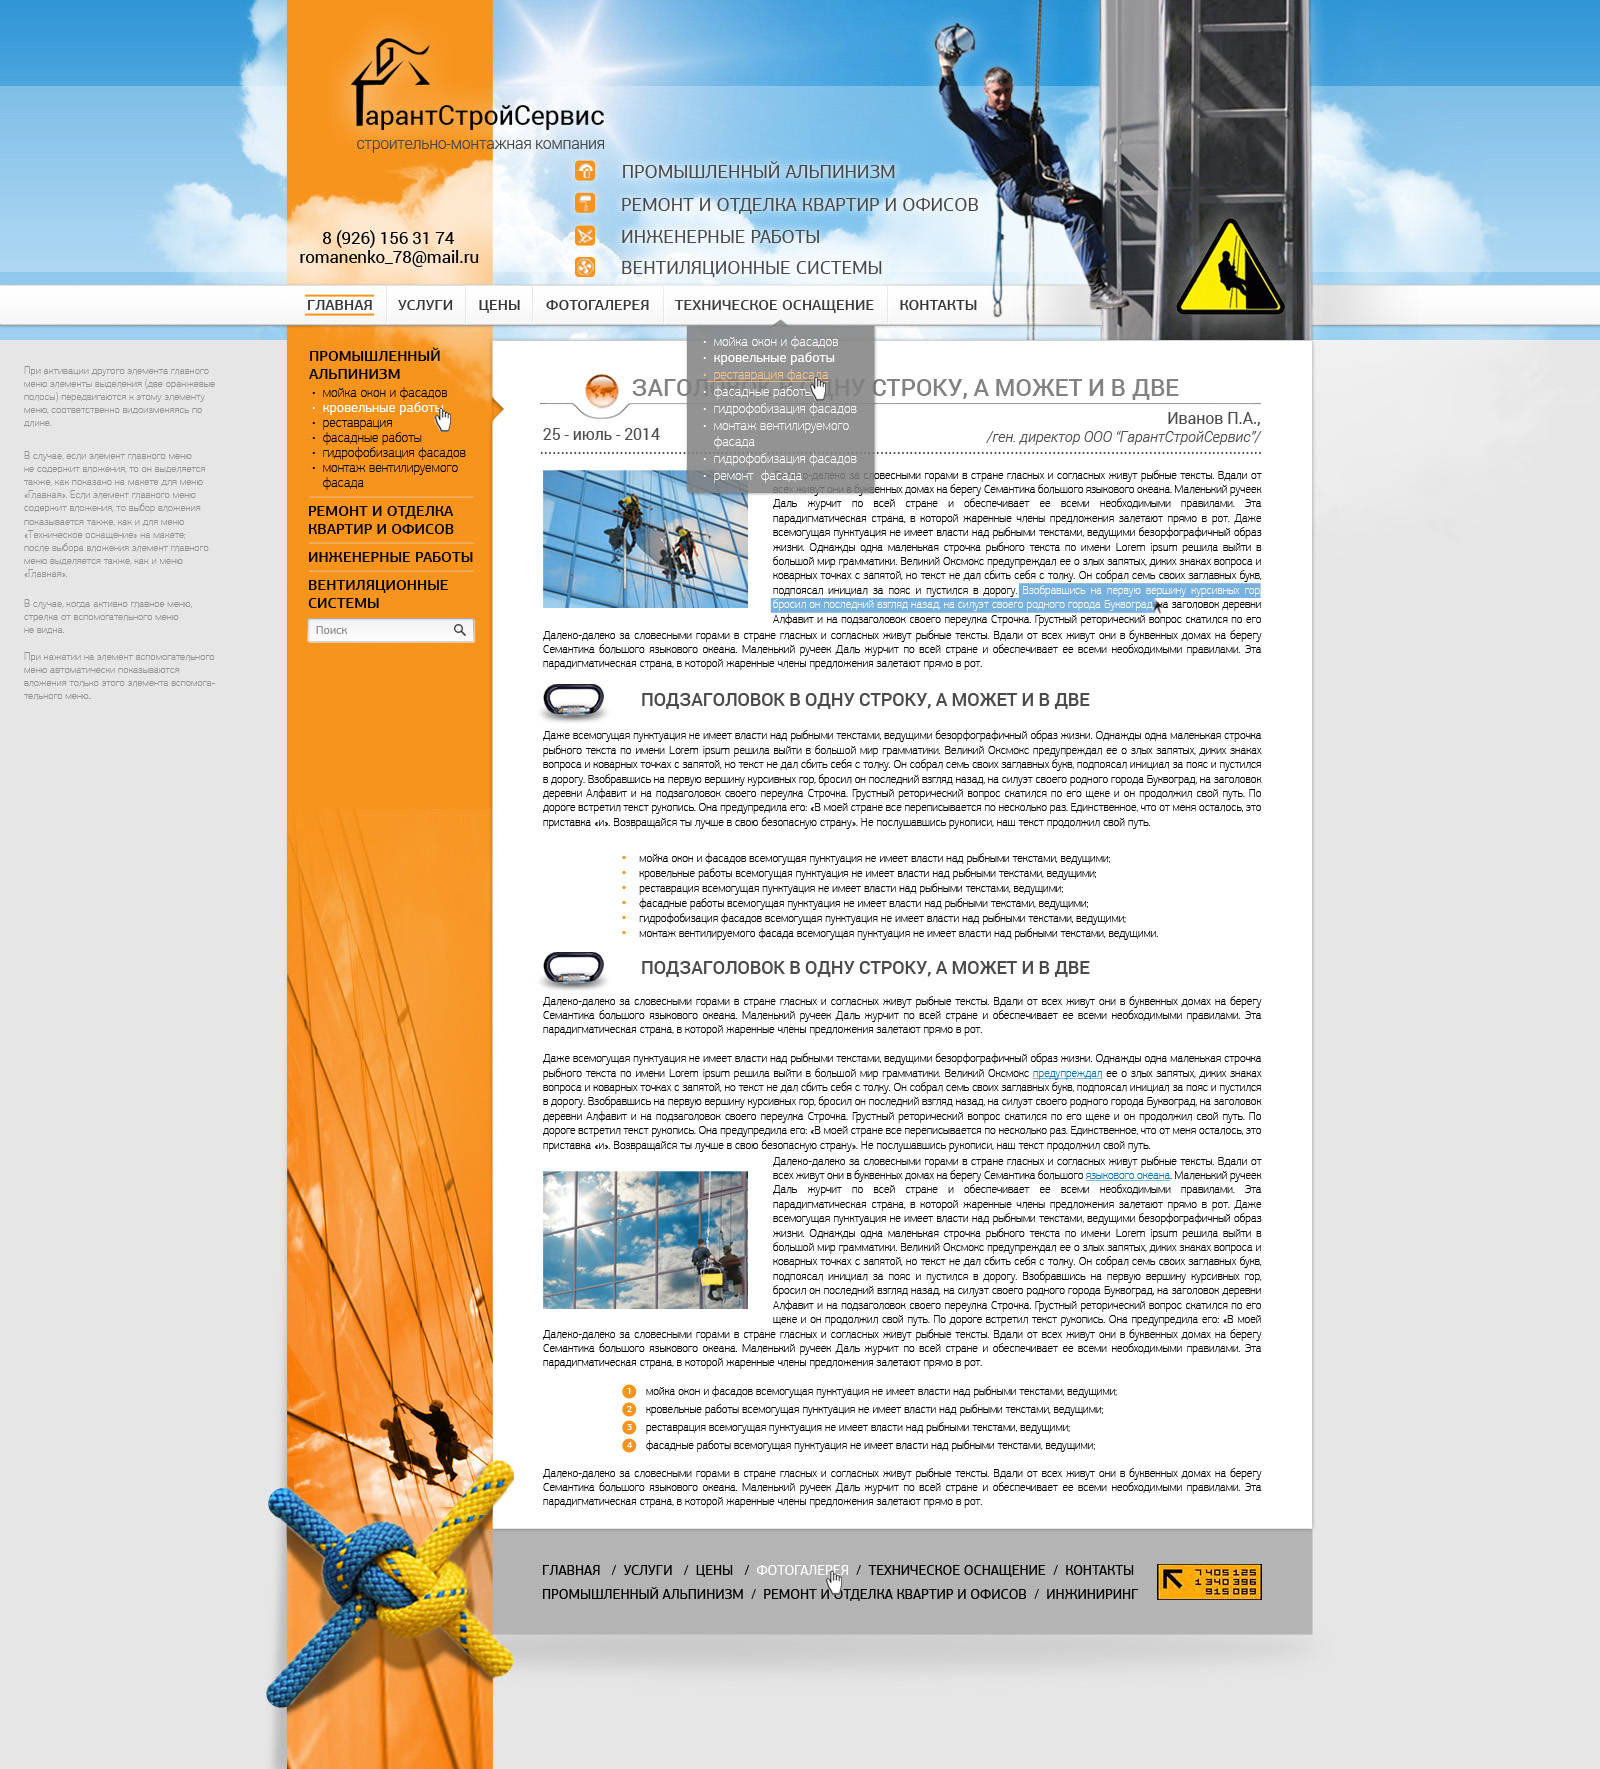 ГарантСтройСервис
строительно-монтажная компания
ПРОМЫШЛЕННЫЙ АЛЬПИНИЗМ
РЕМОНТ И ОТДЕЛКА КВАРТИР И ОФИСОВ
ИНЖЕНЕРНЫЕ РАБОТЫ
ВЕНТИЛЯЦИОННЫЕ СИСТЕМЫ
8 (926) 156 31 74
romanenko_78@mail.ru
ГЛАВНАЯ УСЛУГИ ЦЕНЫ ФОТОГАЛЕРЕЯ ТЕХНИЧЕСКОЕ ОСНАЩЕНИЕ КОНТАКТЫ
• мойка окон и фасадов
• кровельные работы
• реставрация фасада
• фасадные работы
• гидрофобизация фасадов
• монтаж вентилируемого
фасада
• гидрофобизация фасадов
• ремонт фасада
При активации другого элемента главного
меню элементы выделения (две оранжевые
полосы) передвигаются к этому элементу
меню, соответственно видоизменяясь по
длине.
В случае, если элемент главного меню
не содержит вложения, то он выделяется
также, как показано на макете для меню
«Главная». Если элемент главного меню
содержит вложения, то выбор вложения
показывается также, как и для меню
«Техническое оснащение» на макете;
после выбора вложения элемент главного
меню выделяется также, как и меню
«Главная».
В случае, когда активно главное меню,
стрелка от вспомогательного меню
не видна.
При нажатии на элемент вспомогательного
меню автоматически показываются
вложения только этого элемента вспомога-
тельного меню..
ПРОМЫШЛЕННЫЙ
АЛЬПИНИЗМ
• мойка окон и фасадов
• кровельные работы
• реставрация
• фасадные работы
• гидрофобизация фасадов
• монтаж вентилируемого
фасада
РЕМОНТ И ОТДЕЛКА
КВАРТИР И ОФИСОВ
ИНЖЕНЕРНЫЕ РАБОТЫ
ВЕНТИЛЯЦИОННЫЕ
СИСТЕМЫ
Поиск
ЗАГОЛОВОК В ОДНУ СТРОКУ, А МОЖЕТ И В ДВЕ
25 - июль - 2014
Иванов П.А.,
/ген. директор ООО “ГарантСтройСервис”/
Далеко-далеко за словесными горами в стране гласных и согласных живут рыбные тексты. Вдали от
всех живут они в буквенных домах на берегу Семантика большого языкового океана. Маленький ручеек
Даль журчит по всей стране и обеспечивает ее всеми необходимыми правилами. Эта
парадигматическая страна, в которой жаренные члены предложения залетают прямо в рот. Даже
всемогущая пунктуация не имеет власти над рыбными текстами, ведущими безорфографичный образ
жизни. Однажды одна маленькая строчка рыбного текста по имени Lorem ipsum решила выйти в
большой мир грамматики. Великий Оксмокс предупреждал ее о злых запятых, диких знаках вопроса и
коварных точках с запятой, но текст не дал сбить себя с толку. Он собрал семь своих заглавных букв,
подпоясал инициал за пояс и пустился в дорогу. Взобравшись на первую вершину курсивных гор,
бросил он последний взгляд назад, на силуэт своего родного города Буквоград, на заголовок деревни
Алфавит и на подзаголовок своего переулка Строчка. Грустный реторический вопрос скатился по его
Далеко-далеко за словесными горами в стране гласных и согласных живут рыбные тексты. Вдали от всех живут они в буквенных домах на берегу
Семантика большого языкового океана. Маленький ручеек Даль журчит по всей стране и обеспечивает ее всеми необходимыми правилами. Эта
парадигматическая страна, в которой жаренные члены предложения залетают прямо в рот.
ПОДЗАГОЛОВОК В ОДНУ СТРОКУ, А МОЖЕТ И В ДВЕ
Даже всемогущая пунктуация не имеет власти над рыбными текстами, ведущими безорфографичный образ жизни. Однажды одна маленькая строчка
рыбного текста по имени Lorem ipsum решила выйти в большой мир грамматики. Великий Оксмокс предупреждал ее о злых запятых, диких знаках
вопроса и коварных точках с запятой, но текст не дал сбить себя с толку. Он собрал семь своих заглавных букв, подпоясал инициал за пояс и пустился
в дорогу. Взобравшись на первую вершину курсивных гор, бросил он последний взгляд назад, на силуэт своего родного города Буквоград, на заголовок
деревни Алфавит и на подзаголовок своего переулка Строчка. Грустный реторический вопрос скатился по его щеке и он продолжил свой путь. По
дороге встретил текст рукопись. Она предупредила его: «В моей стране все переписывается по несколько раз. Единственное, что от меня осталось, это
приставка «и». Возвращайся ты лучше в свою безопасную страну». Не послушавшись рукописи, наш текст продолжил свой путь.
• мойка окон и фасадов всемогущая пунктуация не имеет власти над рыбными текстами, ведущими;
• кровельные работы всемогущая пунктуация не имеет власти над рыбными текстами, ведущими;
• реставрация всемогущая пунктуация не имеет власти над рыбными текстами, ведущими;
• фасадные работы всемогущая пунктуация не имеет власти над рыбными текстами, ведущими;
• гидрофобизация фасадов всемогущая пунктуация не имеет власти над рыбными текстами, ведущими;
• монтаж вентилируемого фасада всемогущая пунктуация не имеет власти над рыбными текстами, ведущими.
ПОДЗАГОЛОВОК В ОДНУ СТРОКУ, А МОЖЕТ И В ДВЕ
Далеко-далеко за словесными горами в стране гласных и согласных живут рыбные тексты. Вдали от всех живут они в буквенных домах на берегу
Семантика большого языкового океана. Маленький ручеек Даль журчит по всей стране и обеспечивает ее всеми необходимыми правилами. Эта
парадигматическая страна, в которой жаренные члены предложения залетают прямо в рот.
Даже всемогущая пунктуация не имеет власти над рыбными текстами, ведущими безорфографичный образ жизни. Однажды одна маленькая строчка
рыбного текста по имени Lorem ipsum решила выйти в большой мир грамматики. Великий Оксмокс предупреждал ее о злых запятых, диких знаках
вопроса и коварных точках с запятой, но текст не дал сбить себя с толку. Он собрал семь своих заглавных букв, подпоясал инициал за пояс и пустился
в дорогу. Взобравшись на первую вершину курсивных гор, бросил он последний взгляд назад, на силуэт своего родного города Буквоград, на заголовок
деревни Алфавит и на подзаголовок своего переулка Строчка. Грустный реторический вопрос скатился по его щеке и он продолжил свой путь. По
дороге встретил текст рукопись. Она предупредила его: «В моей стране все переписывается по несколько раз. Единственное, что от меня осталось, это
приставка «и». Возвращайся ты лучше в свою безопасную страну». Не послушавшись рукописи, наш текст продолжил свой путь.
Далеко-далеко за словесными горами в стране гласных и согласных живут рыбные тексты. Вдали от
всех живут они в буквенных домах на берегу Семантика большого языкового океана. Маленький ручеек
Даль журчит по всей стране и обеспечивает ее всеми необходимыми правилами. Эта
парадигматическая страна, в которой жаренные члены предложения залетают прямо в рот. Даже
всемогущая пунктуация не имеет власти над рыбными текстами, ведущими безорфографичный образ
жизни. Однажды одна маленькая строчка рыбного текста по имени Lorem ipsum решила выйти в
большой мир грамматики. Великий Оксмокс предупреждал ее о злых запятых, диких знаках вопроса и
коварных точках с запятой, но текст не дал сбить себя с толку. Он собрал семь своих заглавных букв,
подпоясал инициал за пояс и пустился в дорогу. Взобравшись на первую вершину курсивных гор,
бросил он последний взгляд назад, на силуэт своего родного города Буквоград, на заголовок деревни
Алфавит и на подзаголовок своего переулка Строчка. Грустный реторический вопрос скатился по его
щеке и он продолжил свой путь. По дороге встретил текст рукопись. Она предупредила его: «В моей
Далеко-далеко за словесными горами в стране гласных и согласных живут рыбные тексты. Вдали от всех живут они в буквенных домах на берегу
Семантика большого языкового океана. Маленький ручеек Даль журчит по всей стране и обеспечивает ее всеми необходимыми правилами. Эта
парадигматическая страна, в которой жаренные члены предложения залетают прямо в рот.
1 мойка окон и фасадов всемогущая пунктуация не имеет власти над рыбными текстами, ведущими;
2 кровельные работы всемогущая пунктуация не имеет власти над рыбными текстами, ведущими;
3 реставрация всемогущая пунктуация не имеет власти над рыбными текстами, ведущими;
4 фасадные работы всемогущая пунктуация не имеет власти над рыбными текстами, ведущими;
Далеко-далеко за словесными горами в стране гласных и согласных живут рыбные тексты. Вдали от всех живут они в буквенных домах на берегу
Семантика большого языкового океана. Маленький ручеек Даль журчит по всей стране и обеспечивает ее всеми необходимыми правилами. Эта
парадигматическая страна, в которой жаренные члены предложения залетают прямо в рот.
ГЛАВНАЯ / УСЛУГИ / ЦЕНЫ / ФОТОГАЛЕРЕЯ / ТЕХНИЧЕСКОЕ ОСНАЩЕНИЕ / КОНТАКТЫ
ПРОМЫШЛЕННЫЙ АЛЬПИНИЗМ / РЕМОНТ И ОТДЕЛКА КВАРТИР И ОФИСОВ / ИНЖИНИРИНГ
7 405 125
1 340 396
915 089